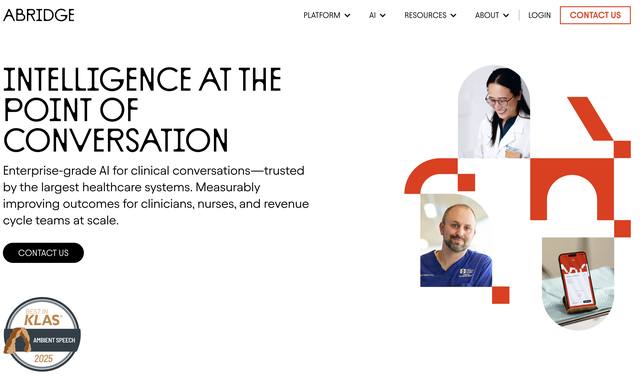 ABRIDGE
PLATFORM AI RESOURCES ABOUT LOGIN CONTACT US
INTELLIGENCE AT THE
POINT OF
CONVERSATION
Enterprise-grade AI for clinical conversations—trusted
by the largest healthcare systems. Measurably
improving outcomes for clinicians, nurses, and revenue
cycle teams at scale.
CONTACT US
BEST IN
KLAS
AMBIENT SPEECH
2025